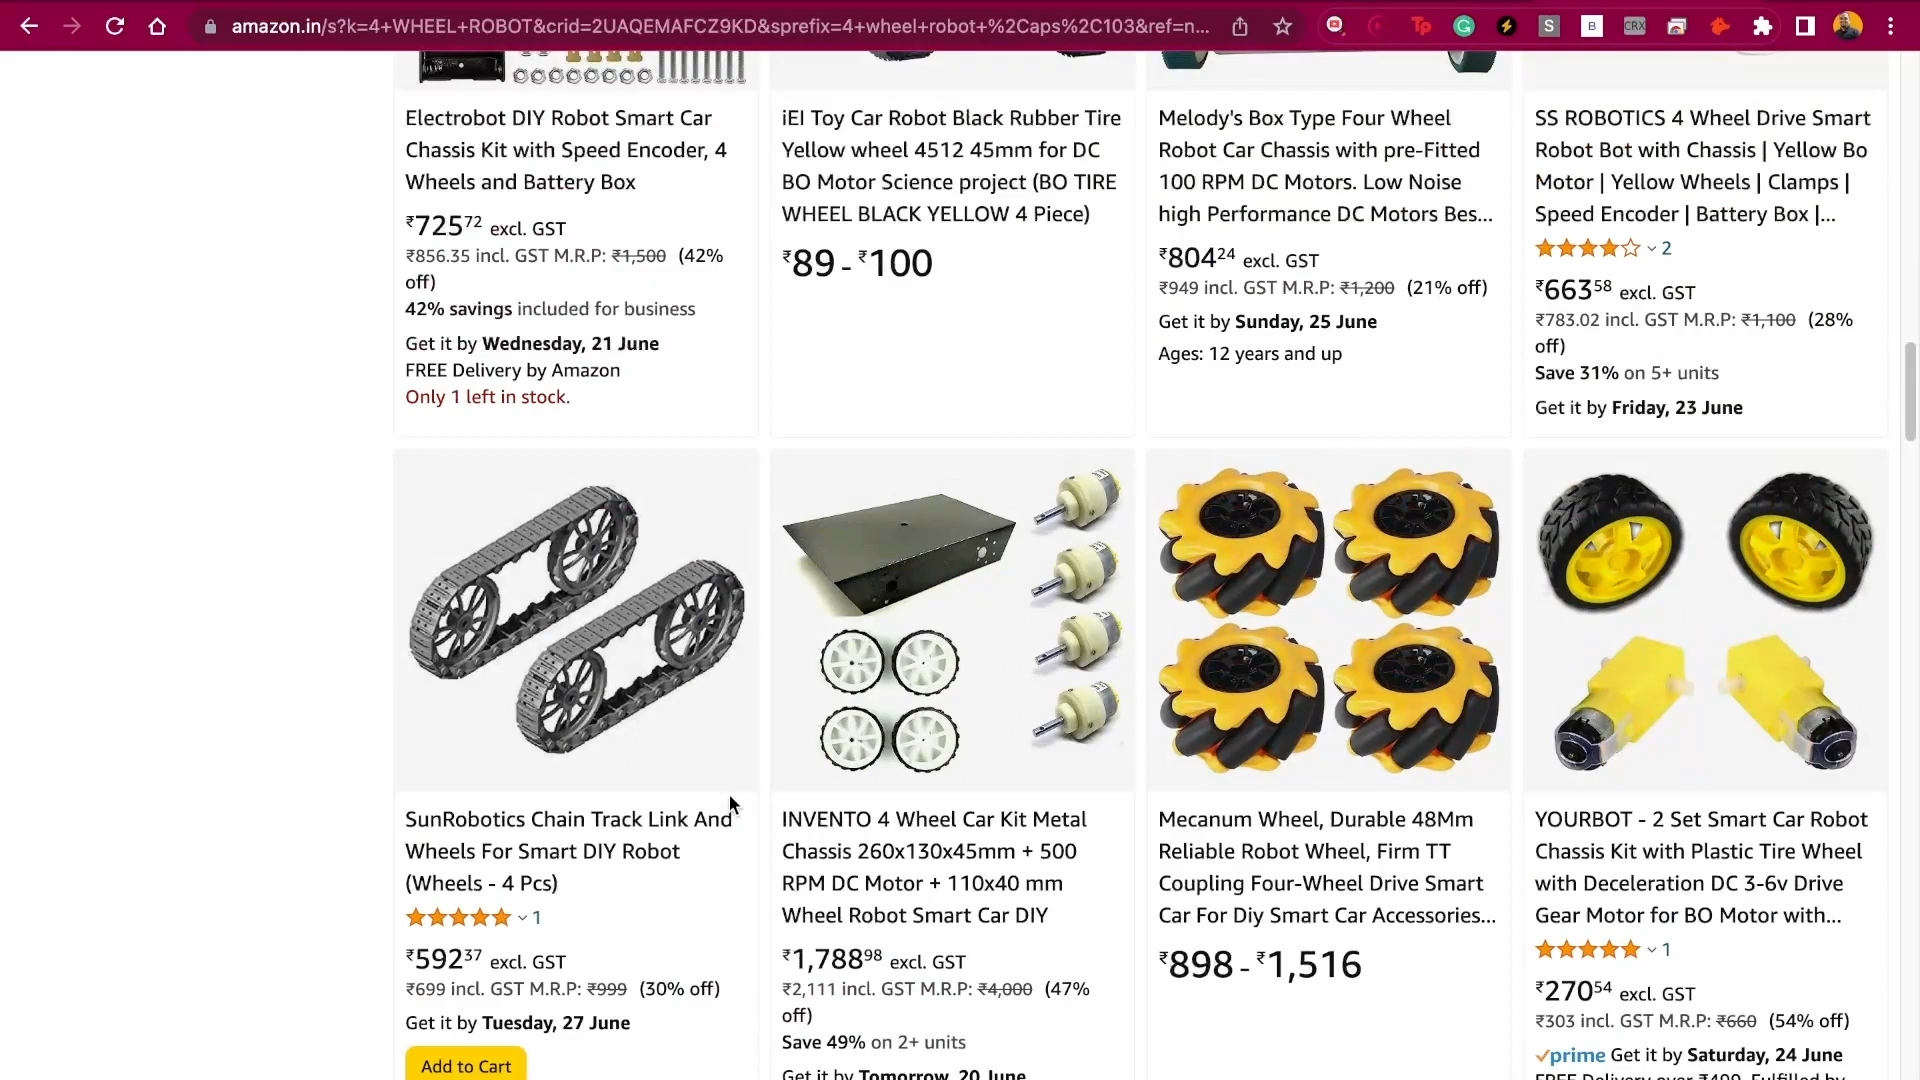 amazon.in/s?k=4+WHEEL+ROBOT&crid=2UAQEMAFCZ9KD&sprefix=4+wheel+robot+%2Caps%2C103&ref=n...
Tp
G
S
B
CRX
Electrobot DIY Robot Smart Car
Chassis Kit with Speed Encoder, 4
Wheels and Battery Box
₹725 72 excl. GST
₹856.35 incl. GST M.R.P: ₹1,500 (42%
off)
42% savings included for business
Get it by Wednesday, 21 June
FREE Delivery by Amazon
Only 1 left in stock.
iEI Toy Car Robot Black Rubber Tire
Yellow wheel 4512 45mm for DC
BO Motor Science project (BO TIRE
WHEEL BLACK YELLOW 4 Piece)
₹89 - ₹100
Melody's Box Type Four Wheel
Robot Car Chassis with pre-Fitted
100 RPM DC Motors. Low Noise
high Performance DC Motors Bes...
₹804 24 excl. GST
₹949 incl. GST M.R.P: ₹1,200 (21% off)
Get it by Sunday, 25 June
Ages: 12 years and up
SS ROBOTICS 4 Wheel Drive Smart
Robot Bot with Chassis | Yellow Bo
Motor | Yellow Wheels | Clamps |
Speed Encoder | Battery Box |...
2
₹663 58 excl. GST
₹783.02 incl. GST M.R.P: ₹1,100 (28%
off)
Save 31% on 5+ units
Get it by Friday, 23 June
SunRobotics Chain Track Link And
Wheels For Smart DIY Robot
(Wheels - 4 Pcs)
1
₹592 37 excl. GST
₹699 incl. GST M.R.P: ₹999 (30% off)
Get it by Tuesday, 27 June
Add to Cart
INVENTO 4 Wheel Car Kit Metal
Chassis 260x130x45mm + 500
RPM DC Motor + 110x40 mm
Wheel Robot Smart Car DIY
₹1,788 98 excl. GST
₹2,111 incl. GST M.R.P: ₹4,000 (47%
off)
Save 49% on 2+ units
Get it by Tomorrow, 20 June
Mecanum Wheel, Durable 48Mm
Reliable Robot Wheel, Firm TT
Coupling Four-Wheel Drive Smart
Car For Diy Smart Car Accessories...
₹898 - ₹1,516
YOURBOT - 2 Set Smart Car Robot
Chassis Kit with Plastic Tire Wheel
with Deceleration DC 3-6v Drive
Gear Motor for BO Motor with...
1
₹270 54 excl. GST
₹303 incl. GST M.R.P: ₹660 (54% off)
prime Get it by Saturday, 24 June
FREE Delivery over ₹499. Fulfilled by